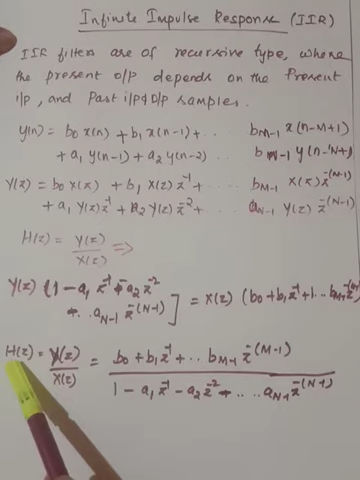 Infinite Impulse Response (IIR)
IIR filters are of recursive type, where
the present o/p depends on the Present
i/p, and Past i/p & o/p samples.
y(n) = b0 x(n) + b1 x(n-1) + .. bM-1 x(n-M+1)
+ a1 y(n-1) + a2 y(n-2) .. bN-1 y(n-N+1)
Y(z) = b0 X(z) + b1 X(z) z^-1 + .. bM-1 X(z) z^-(M-1)
+ a1 Y(z) z^-1 + a2 Y(z) z^-2 + .. aN-1 Y(z) z^-(N-1)
H(z) = Y(z)/X(z) =>
Y(z) [1 - a1 z^-1 - a2 z^-2
- .. aN-1 z^-(N-1)] = X(z) (b0 + b1 z^-1 + .. bM-1 z
H(z) = Y(z)/X(z) = b0 + b1 z^-1 + .. bM-1 z^-(M-1)
1 - a1 z^-1 - a2 z^-2 - .. aN-1 z^-(N-1)